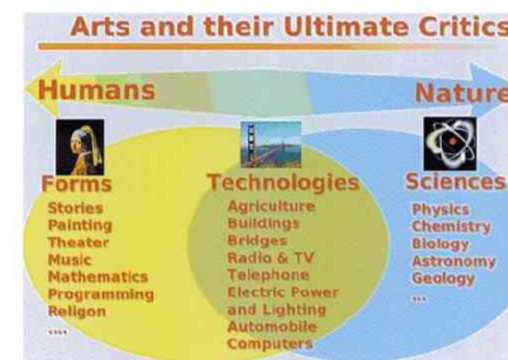 Arts and their Ultimate Critics
Humans
Nature
Forms
Stories
Painting
Theater
Music
Mathematics
Programming
Religon
....
Technologies
Agriculture
Buildings
Bridges
Radio & TV
Telephone
Electric Power
and Lighting
Automobile
Computers
Sciences
Physics
Chemistry
Biology
Astronomy
Geology
...